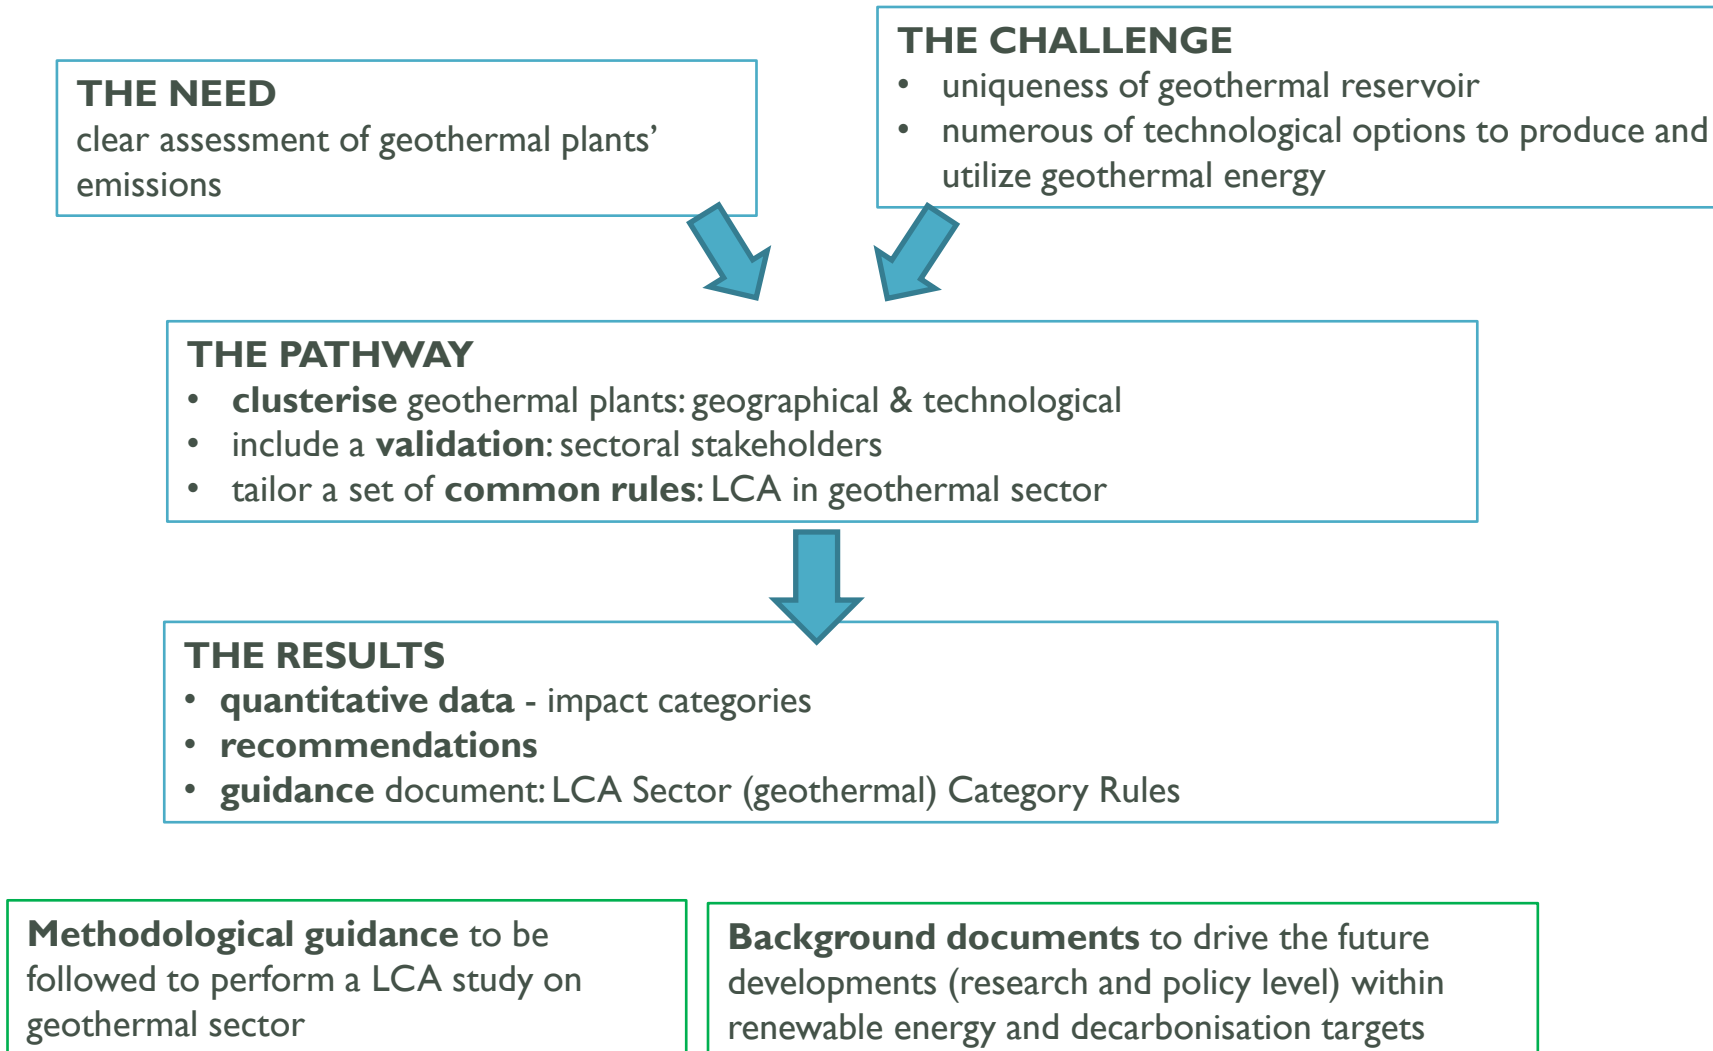 THE NEED
clear assessment of geothermal plants’
emissions
THE CHALLENGE
• uniqueness of geothermal reservoir
• numerous of technological options to produce and
utilize geothermal energy
THE PATHWAY
• clusterise geothermal plants: geographical & technological
• include a validation: sectoral stakeholders
• tailor a set of common rules: LCA in geothermal sector
THE RESULTS
• quantitative data - impact categories
• recommendations
• guidance document: LCA Sector (geothermal) Category Rules
Methodological guidance to be
followed to perform a LCA study on
geothermal sector
Background documents to drive the future
developments (research and policy level) within
renewable energy and decarbonisation targets